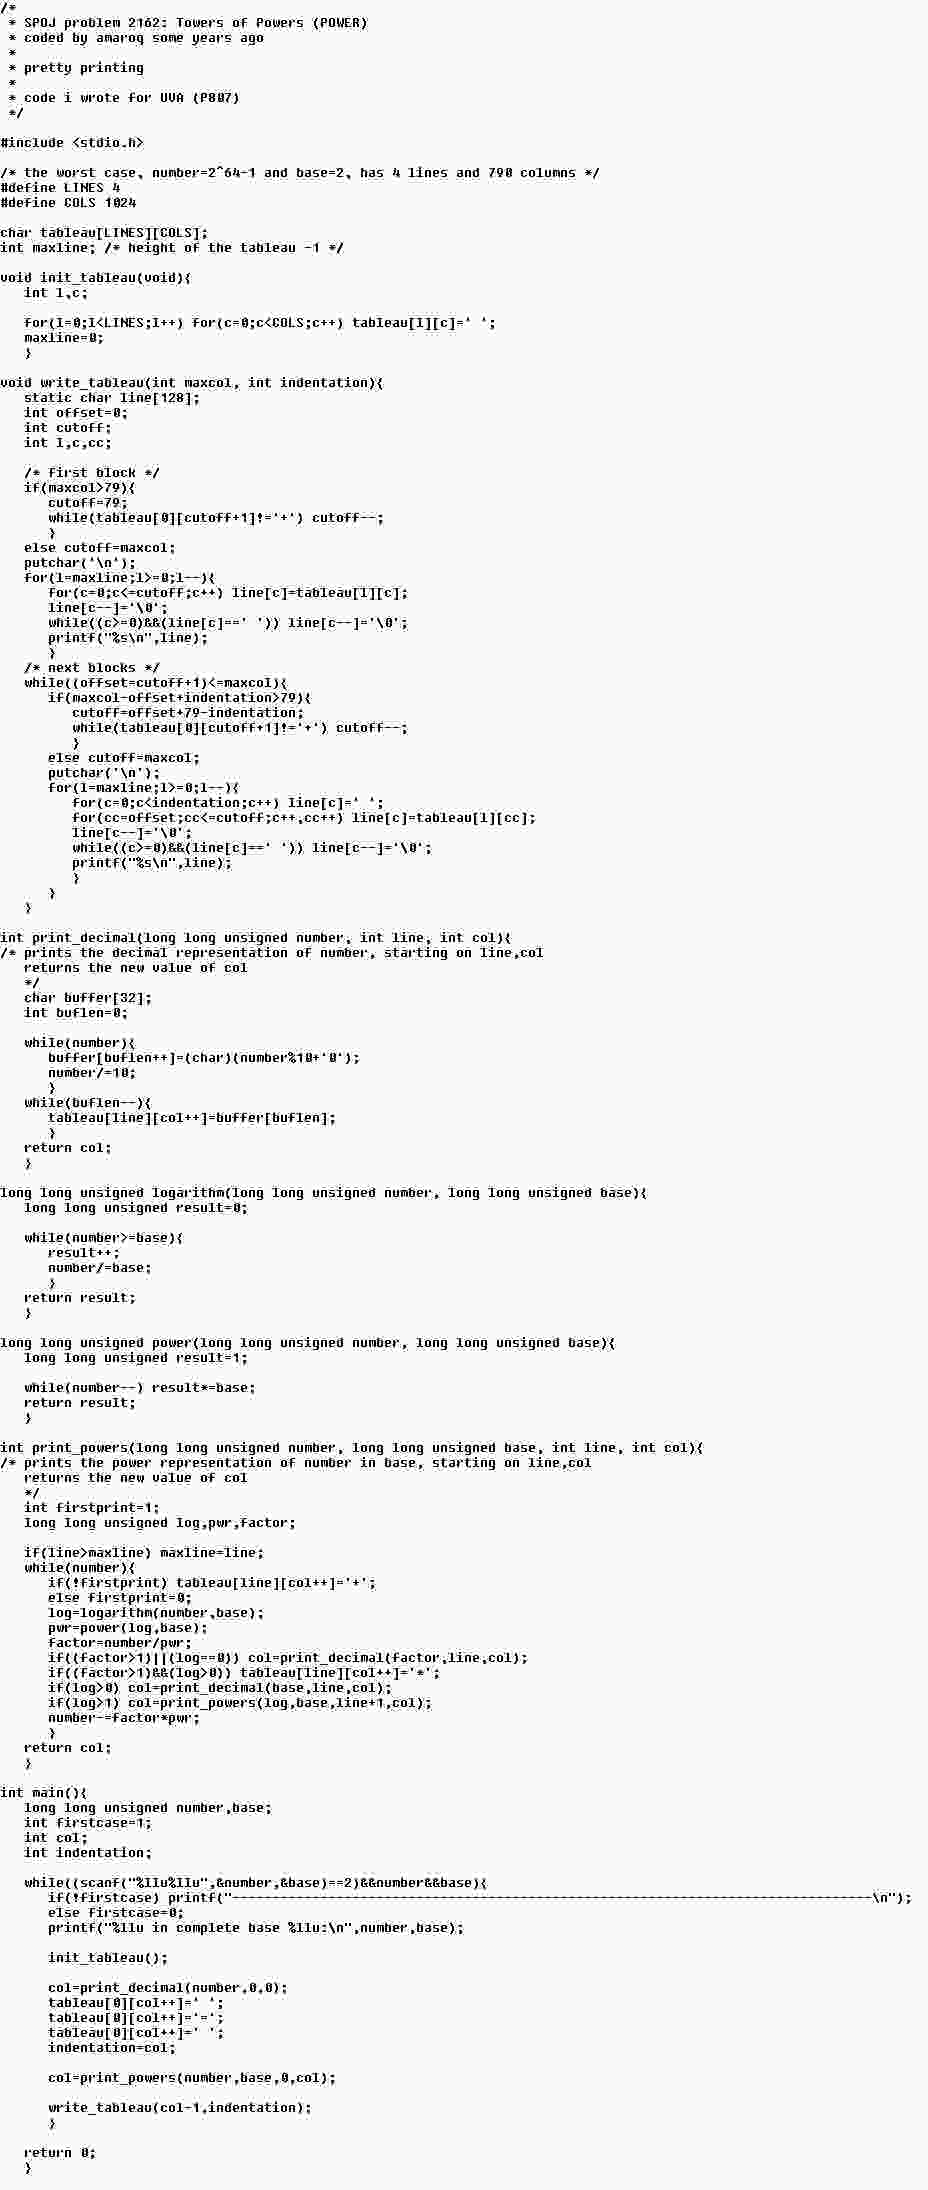 /*
 * SPOJ problem 2162: Towers of Powers (POWER)
 * coded by amaroq some years ago
 *
 * pretty printing
 *
 * code i wrote for UVA (P807)
 */

#include <stdio.h>

/* the worst case, number=2^64-1 and base=2, has 4 lines and 790 columns */
#define LINES 4
#define COLS 1024

char tableau[LINES][COLS];
int maxline; /* height of the tableau -1 */

void init_tableau(void){
   int l,c;

   for(l=0;l<LINES;l++) for(c=0;c<COLS;c++) tableau[l][c]=' ';
   maxline=0;
   }

void write_tableau(int maxcol, int indentation){
   static char line[128];
   int offset=0;
   int cutoff;
   int l,c,cc;

   /* first block */
   if(maxcol>79){
      cutoff=79;
      while(tableau[0][cutoff+1]!='+') cutoff--;
      }
   else cutoff=maxcol;
   putchar('\n');
   for(l=maxline;l>=0;l--){
      for(c=0;c<=cutoff;c++) line[c]=tableau[l][c];
      line[c--]='\0';
      while((c>=0)&&(line[c]==' ')) line[c--]='\0';
      printf("%s\n",line);
      }
   /* next blocks */
   while((offset=cutoff+1)<=maxcol){
      if(maxcol-offset+indentation>79){
         cutoff=offset+79-indentation;
         while(tableau[0][cutoff+1]!='+') cutoff--;
         }
      else cutoff=maxcol;
      putchar('\n');
      for(l=maxline;l>=0;l--){
         for(c=0;c<indentation;c++) line[c]=' ';
         for(cc=offset;cc<=cutoff;c++,cc++) line[c]=tableau[l][cc];
         line[c--]='\0';
         while((c>=0)&&(line[c]==' ')) line[c--]='\0';
         printf("%s\n",line);
         }
      }
   }

int print_decimal(long long unsigned number, int line, int col){
/* prints the decimal representation of number, starting on line,col
   returns the new value of col
   */
   char buffer[32];
   int buflen=0;

   while(number){
      buffer[buflen++]=(char)(number%10+'0');
      number/=10;
      }
   while(buflen--){
      tableau[line][col++]=buffer[buflen];
      }
   return col;
   }

long long unsigned logarithm(long long unsigned number, long long unsigned base){
   long long unsigned result=0;

   while(number>=base){
      result++;
      number/=base;
      }
   return result;
   }

long long unsigned power(long long unsigned number, long long unsigned base){
   long long unsigned result=1;

   while(number--) result*=base;
   return result;
   }

int print_powers(long long unsigned number, long long unsigned base, int line, int col){
/* prints the power representation of number in base, starting on line,col
   returns the new value of col
   */
   int firstprint=1;
   long long unsigned log,pwr,factor;

   if(line>maxline) maxline=line;
   while(number){
      if(!firstprint) tableau[line][col++]='+';
      else firstprint=0;
      log=logarithm(number,base);
      pwr=power(log,base);
      factor=number/pwr;
      if((factor>1)||(log==0)) col=print_decimal(factor,line,col);
      if((factor>1)&&(log>0)) tableau[line][col++]='*';
      if(log>0) col=print_decimal(base,line,col);
      if(log>1) col=print_powers(log,base,line+1,col);
      number-=factor*pwr;
      }
   return col;
   }

int main(){
   long long unsigned number,base;
   int firstcase=1;
   int col;
   int indentation;

   while((scanf("%llu%llu",&number,&base)==2)&&number&&base){
      if(!firstcase) printf("--------------------------------------------------------------------------------\n");
      else firstcase=0;
      printf("%llu in complete base %llu:\n",number,base);

      init_tableau();

      col=print_decimal(number,0,0);
      tableau[0][col++]=' ';
      tableau[0][col++]='=';
      tableau[0][col++]=' ';
      indentation=col;

      col=print_powers(number,base,0,col);

      write_tableau(col-1,indentation);
      }

   return 0;
   }